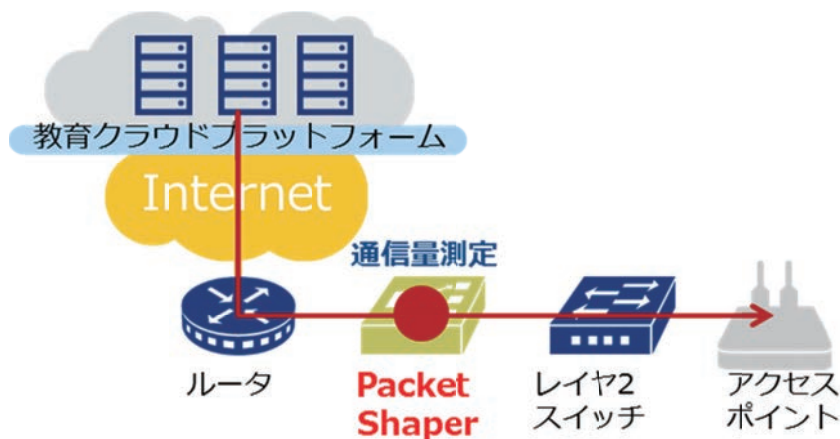 教育クラウドプラットフォーム
Internet
通信量測定
ルータ
Packet
Shaper
レイヤ2
スイッチ
アクセス
ポイント